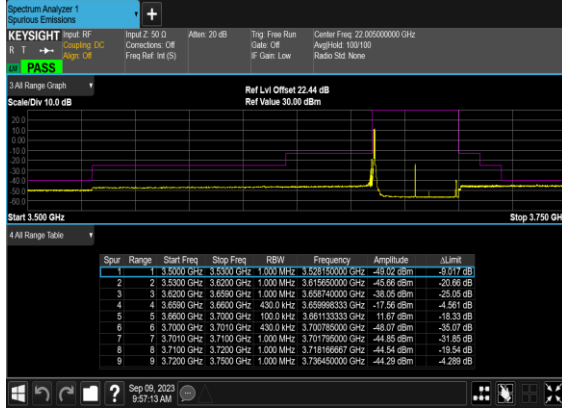 Spectrum Analyzer 1
Spurious Emissions
KEYSIGHT Input: RF
R T Coupling: DC
Align: Off
Input Z: 50 Ω
Corrections: Off
Freq Ref: Int (S)
Atten: 20 dB
Trig: Free Run
Gate: Off
IF Gain: Low
Center Freq: 22.005000000 GHz
Avg|Hold: 100/100
Radio Std: None
PASS
3 All Range Graph
Scale/Div 10.0 dB
Ref Lvl Offset 22.44 dB
Ref Value 30.00 dBm
20.0
10.0
0.00
-10.0
-20.0
-30.0
-40.0
-50.0
-60.0
Start 3.500 GHz
Stop 3.750 GH
4 All Range Table
Spur Range Start Freq Stop Freq RBW Frequency Amplitude ΔLimit
1 1 3.5000 GHz 3.5300 GHz 1.000 MHz 3.528150000 GHz -49.02 dBm -9.017 dB
2 2 3.5300 GHz 3.6200 GHz 1.000 MHz 3.615650000 GHz -45.66 dBm -20.66 dB
3 3 3.6200 GHz 3.6590 GHz 1.000 MHz 3.658740000 GHz -38.05 dBm -25.05 dB
4 4 3.6590 GHz 3.6600 GHz 430.0 kHz 3.659998333 GHz -17.56 dBm -4.561 dB
5 5 3.6600 GHz 3.7000 GHz 100.0 kHz 3.661133333 GHz 11.67 dBm -18.33 dB
6 6 3.7000 GHz 3.7010 GHz 430.0 kHz 3.700785000 GHz -48.07 dBm -35.07 dB
7 7 3.7010 GHz 3.7100 GHz 1.000 MHz 3.701795000 GHz -44.85 dBm -31.85 dB
8 8 3.7100 GHz 3.7200 GHz 1.000 MHz 3.718166667 GHz -44.54 dBm -19.54 dB
9 9 3.7200 GHz 3.7500 GHz 1.000 MHz 3.736450000 GHz -44.29 dBm -4.289 dB
Sep 09, 2023
9:57:13 AM